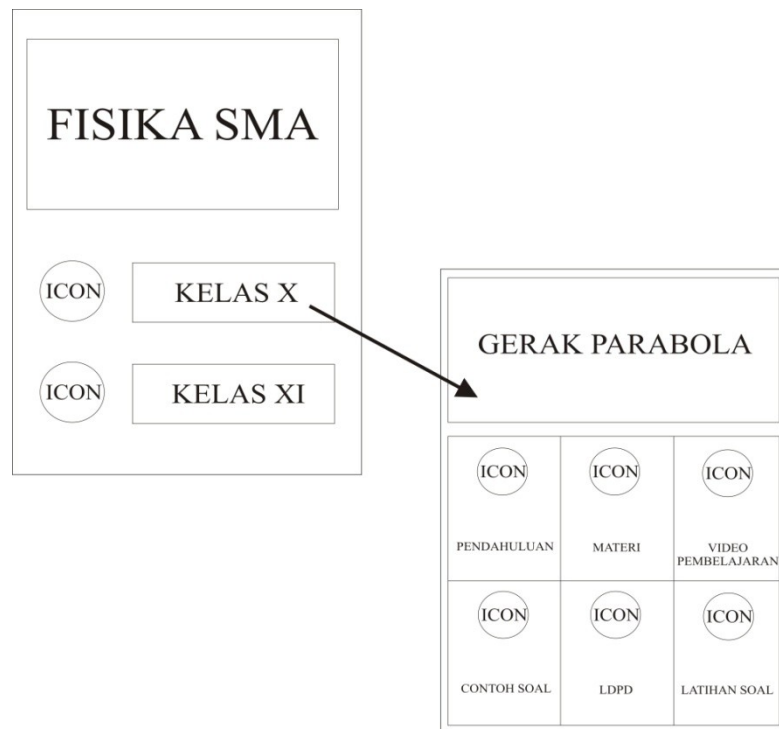 FISIKA SMA
ICON
KELAS X
ICON
KELAS XI
GERAK PARABOLA
ICON
ICON
ICON
PENDAHULUAN
MATERI
VIDEO
PEMBELAJARAN
ICON
ICON
ICON
CONTOH SOAL
LDPD
LATIHAN SOAL